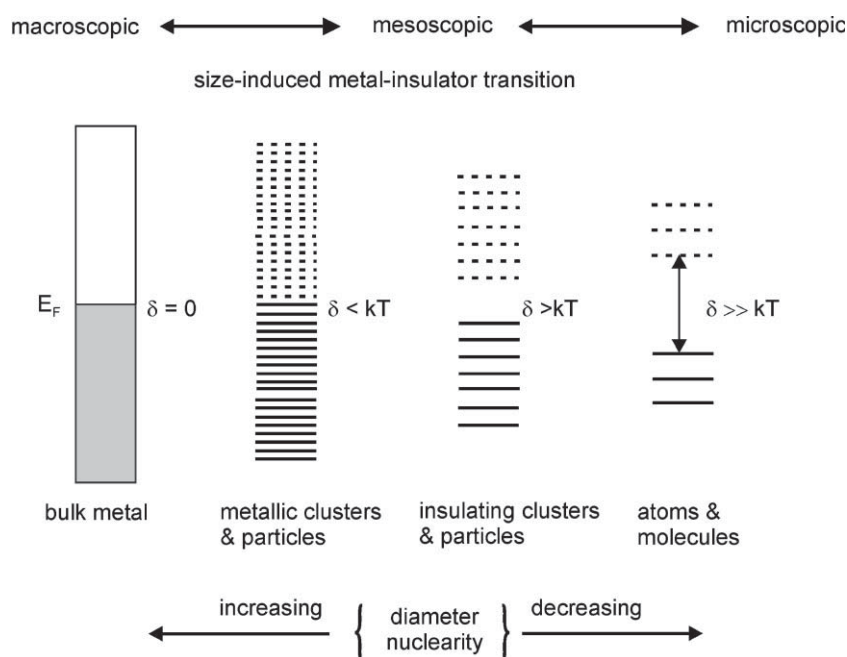 macroscopic mesoscopic microscopic
size-induced metal-insulator transition
E_F δ = 0 δ < kT δ >kT δ >> kT
bulk metal metallic clusters insulating clusters atoms &
& particles & particles molecules
increasing { diameter } decreasing
nuclearity